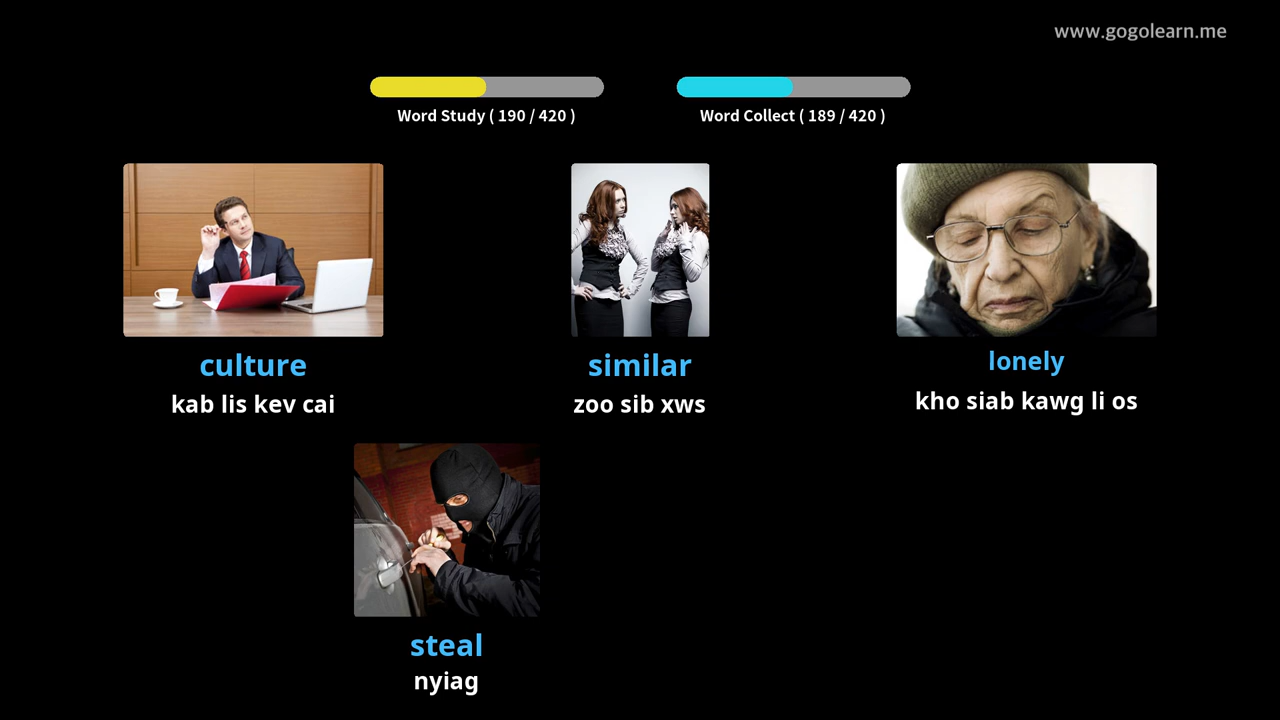 www.gogolearn.me
Word Study ( 190 / 420 )
Word Collect ( 189 / 420 )
culture
similar
lonely
kab lis kev cai
zoo sib xws
kho siab kawg li os
steal
nyiag